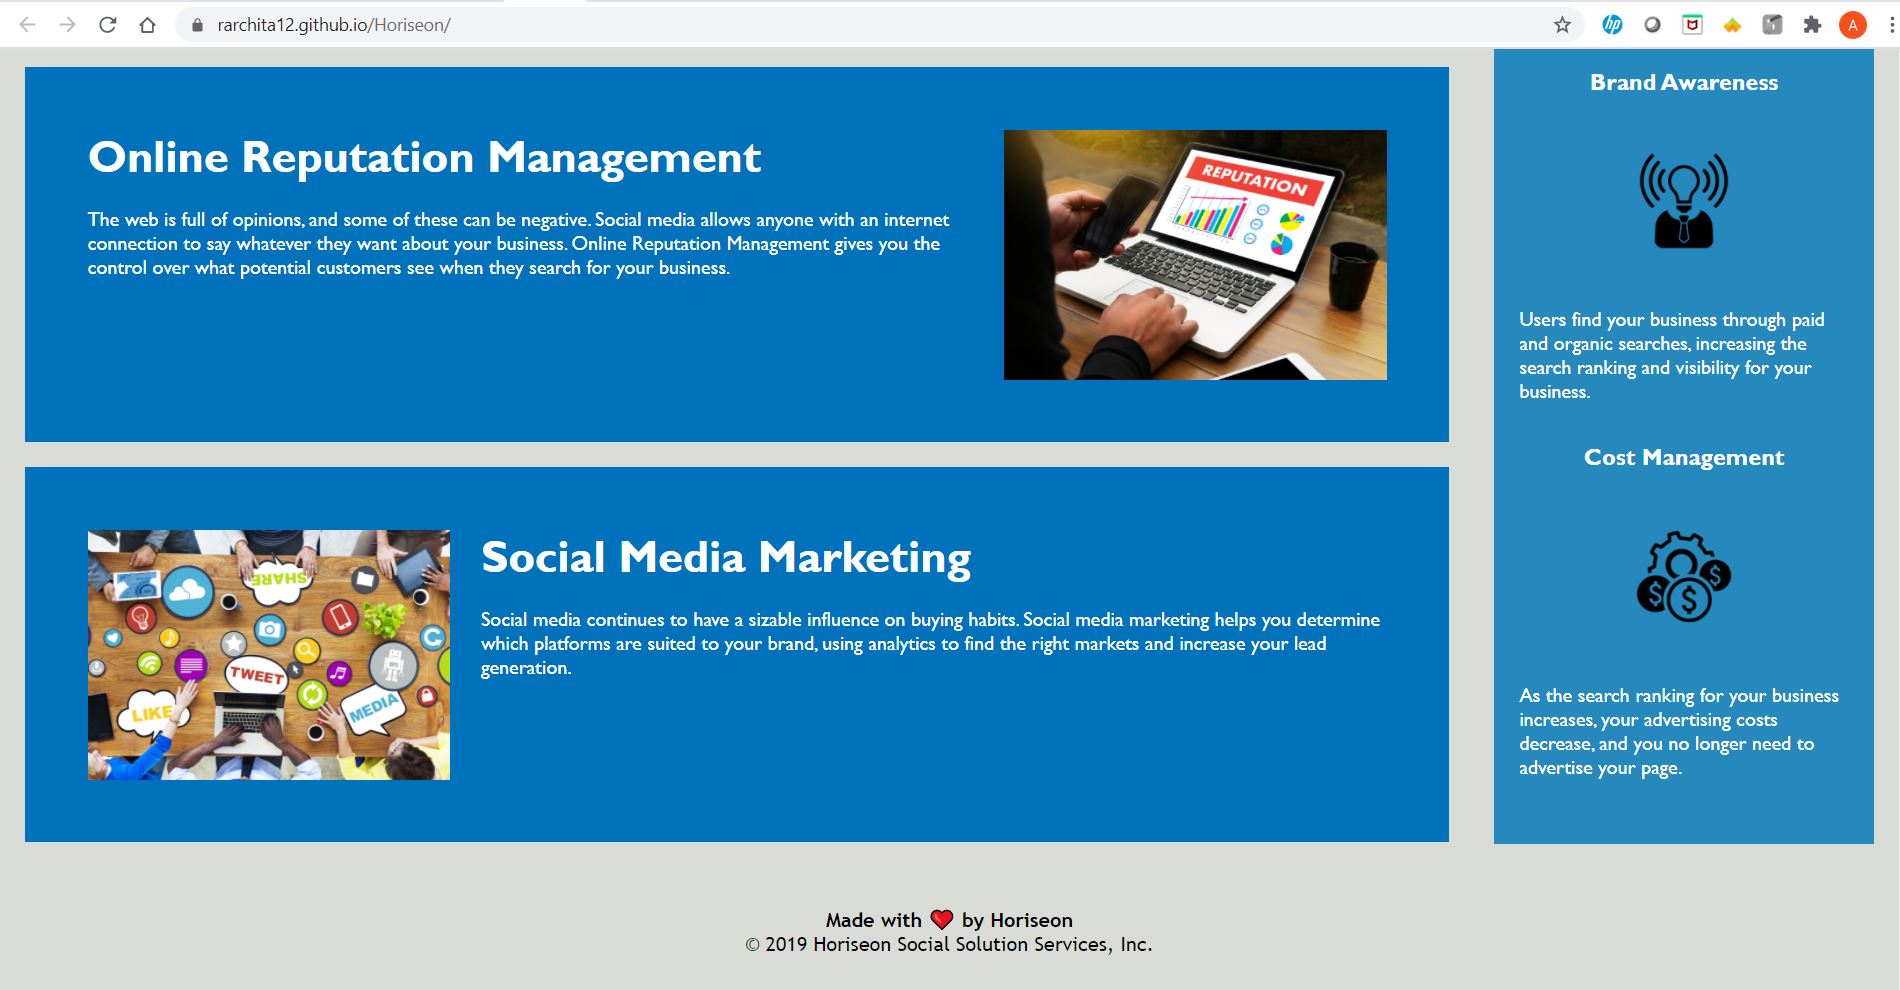 rarchita12.github.io/Horiseon/
hp
A
Online Reputation Management
The web is full of opinions, and some of these can be negative. Social media allows anyone with an internet
connection to say whatever they want about your business. Online Reputation Management gives you the
control over what potential customers see when they search for your business.
REPUTATION
SHARE
TWEET
LIKE
MEDIA
Social Media Marketing
Social media continues to have a sizable influence on buying habits. Social media marketing helps you determine
which platforms are suited to your brand, using analytics to find the right markets and increase your lead
generation.
Brand Awareness
Users find your business through paid
and organic searches, increasing the
search ranking and visibility for your
business.
Cost Management
$ $
$
As the search ranking for your business
increases, your advertising costs
decrease, and you no longer need to
advertise your page.
Made with ❤ by Horiseon
© 2019 Horiseon Social Solution Services, Inc.